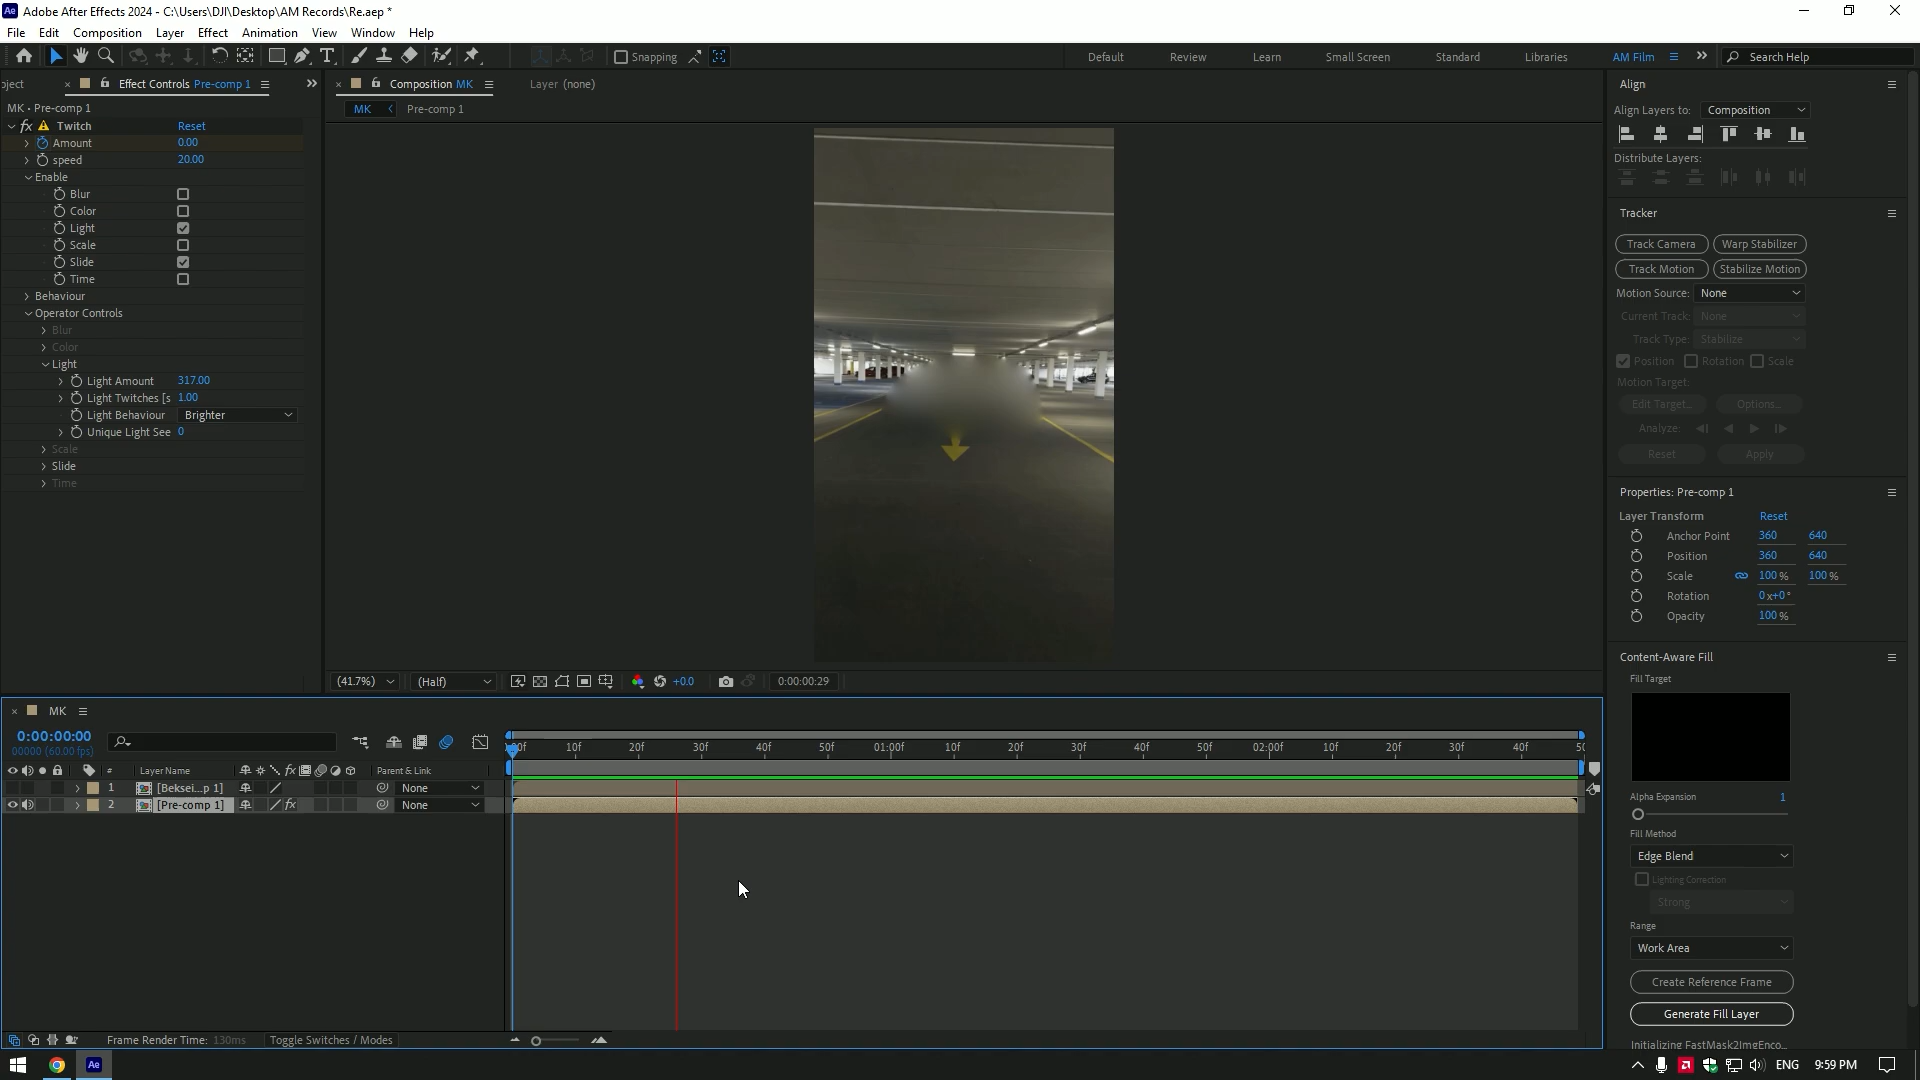 Adobe After Effects 2024 - C:\Users\DJI\Desktop\AM Records\Re.aep *
File Edit Composition Layer Effect Animation View Window Help
Snapping Default Review Learn Small Screen Standard Libraries AM Film Search Help
oject Effect Controls Pre-comp 1
MK • Pre-comp 1
Twitch Reset
Amount 0.00
speed 20.00
Enable
Blur
Color
Light
Scale
Slide
Time
Behaviour
Operator Controls
Blur
Color
Light
Light Amount 317.00
Light Twitches [s 1.00
Light Behaviour Brighter
Unique Light See 0
Scale
Slide
Time
Composition MK Layer (none)
MK Pre-comp 1
(41.7%) (Half) +0.0 0:00:00:29
Align
Align Layers to: Composition
Distribute Layers:
Tracker
Track Camera Warp Stabilizer
Track Motion Stabilize Motion
Motion Source: None
Current Track: None
Track Type: Stabilize
Position Rotation Scale
Motion Target:
Edit Target... Options...
Analyze:
Reset Apply
Properties: Pre-comp 1
Layer Transform Reset
Anchor Point 360 640
Position 360 640
Scale 100 % 100 %
Rotation 0x+0°
Opacity 100 %
Content-Aware Fill
Fill Target
Alpha Expansion 1
Fill Method
Edge Blend
Lighting Correction
Strong
Range
Work Area
Create Reference Frame
Generate Fill Layer
Initializing FastMask2ImgEnco...
MK
0:00:00:00
00000 (60.00 fps)
:00f 10f 20f 30f 40f 50f 01:00f 10f 20f 30f 40f 50f 02:00f 10f 20f 30f 40f 50
# Layer Name fx Parent & Link
1 [Beksei...p 1] None
2 [Pre-comp 1] fx None
Frame Render Time: 130ms Toggle Switches / Modes
Ae ENG 9:59 PM